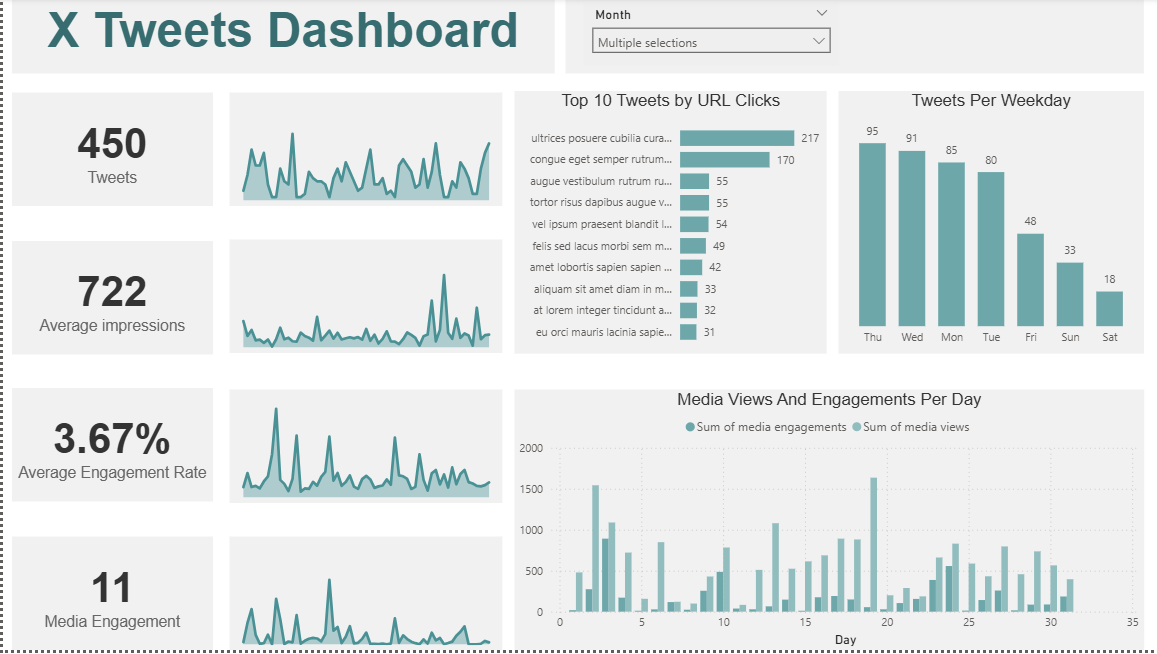 X Tweets Dashboard
Month
Multiple selections
450
Tweets
722
Average impressions
3.67%
Average Engagement Rate
11
Media Engagement
Top 10 Tweets by URL Clicks
ultrices posuere cubilia cura... 217
congue eget semper rutrum... 170
augue vestibulum rutrum ru... 55
tortor risus dapibus augue v... 55
vel ipsum praesent blandit l... 54
felis sed lacus morbi sem m... 49
amet lobortis sapien sapien ... 42
aliquam sit amet diam in m... 33
at lorem integer tincidunt a... 32
eu orci mauris lacinia sapie... 31
Tweets Per Weekday
95 91 85 80 48 33 18
Thu Wed Mon Tue Fri Sun Sat
Media Views And Engagements Per Day
Sum of media engagements Sum of media views
2000
1500
1000
500
0
0 5 10 15 20 25 30 35
Day